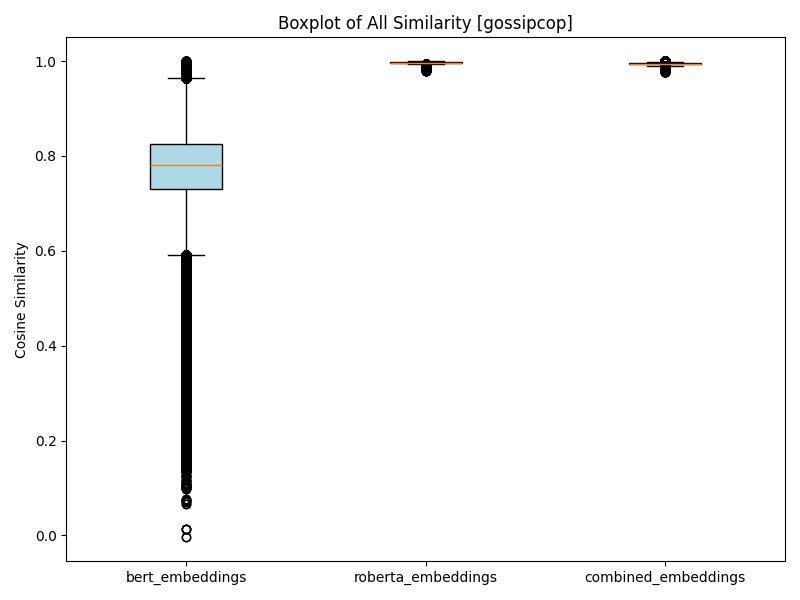 Boxplot of All Similarity [gossipcop]
Cosine Similarity
1.0
0.8
0.6
0.4
0.2
0.0
bert_embeddings
roberta_embeddings
combined_embeddings